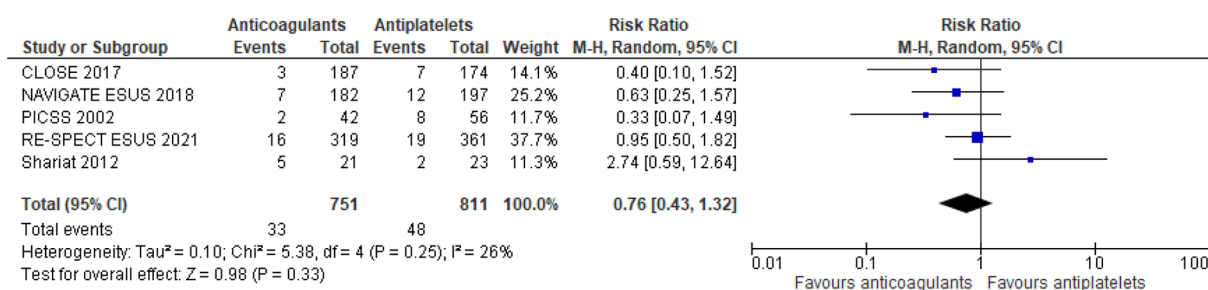 Anticoagulants Antiplatelets Risk Ratio Risk Ratio
Study or Subgroup Events Total Events Total Weight M-H, Random, 95% CI M-H, Random, 95% CI
CLOSE 2017 3 187 7 174 14.1% 0.40 [0.10, 1.52]
NAVIGATE ESUS 2018 7 182 12 197 25.2% 0.63 [0.25, 1.57]
PICSS 2002 2 42 8 56 11.7% 0.33 [0.07, 1.49]
RE-SPECT ESUS 2021 16 319 19 361 37.7% 0.95 [0.50, 1.82]
Shariat 2012 5 21 2 23 11.3% 2.74 [0.59, 12.64]
Total (95% CI) 751 811 100.0% 0.76 [0.43, 1.32]
Total events 33 48
Heterogeneity: Tau² = 0.10; Chi² = 5.38, df = 4 (P = 0.25); I² = 26%
Test for overall effect: Z = 0.98 (P = 0.33)
0.01 0.1 1 10 100
Favours anticoagulants Favours antiplatelets